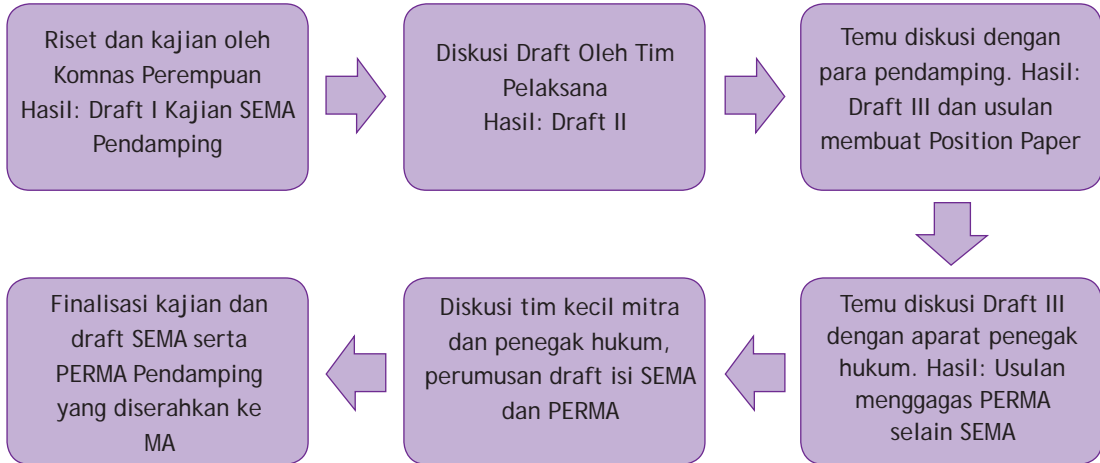 Riset dan kajian oleh
Komnas Perempuan
Hasil: Draft I Kajian SEMA
Pendamping
Diskusi Draft Oleh Tim
Pelaksana
Hasil: Draft II
Temu diskusi dengan
para pendamping. Hasil:
Draft III dan usulan
membuat Position Paper
Temu diskusi Draft III
dengan aparat penegak
hukum. Hasil: Usulan
menggagas PERMA
selain SEMA
Diskusi tim kecil mitra
dan penegak hukum,
perumusan draft isi SEMA
dan PERMA
Finalisasi kajian dan
draft SEMA serta
PERMA Pendamping
yang diserahkan ke
MA